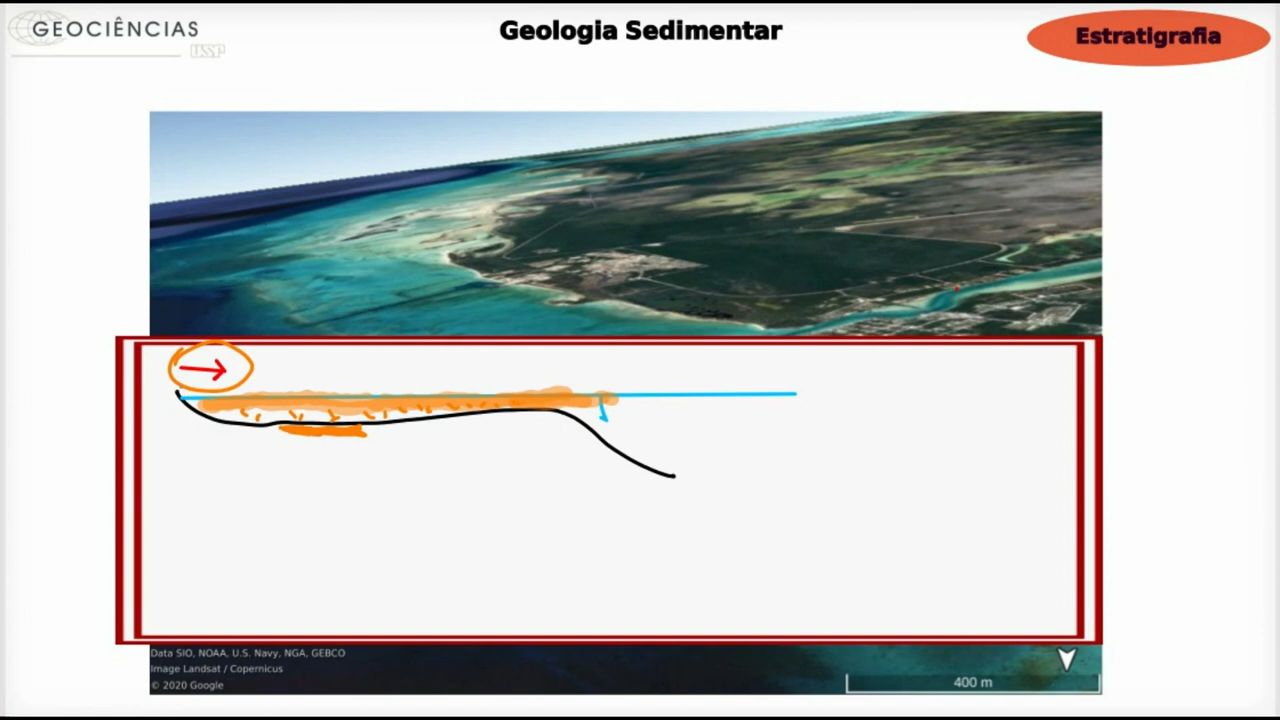 GEOCIÊNCIAS
USP
Geologia Sedimentar
Estratigrafia
Data SIO, NOAA, U.S. Navy, NGA, GEBCO
Image Landsat / Copernicus
© 2020 Google
400 m